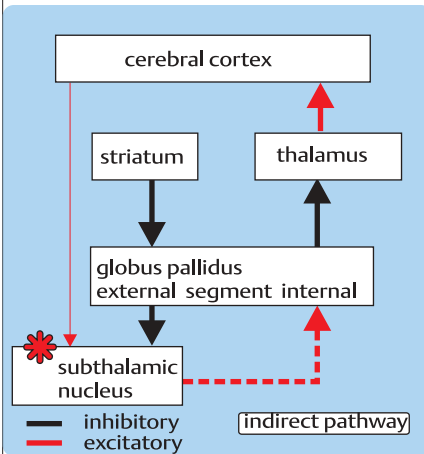 cerebral cortex
striatum
thalamus
globus pallidus
external segment internal
subthalamic
nucleus
inhibitory
excitatory
indirect pathway